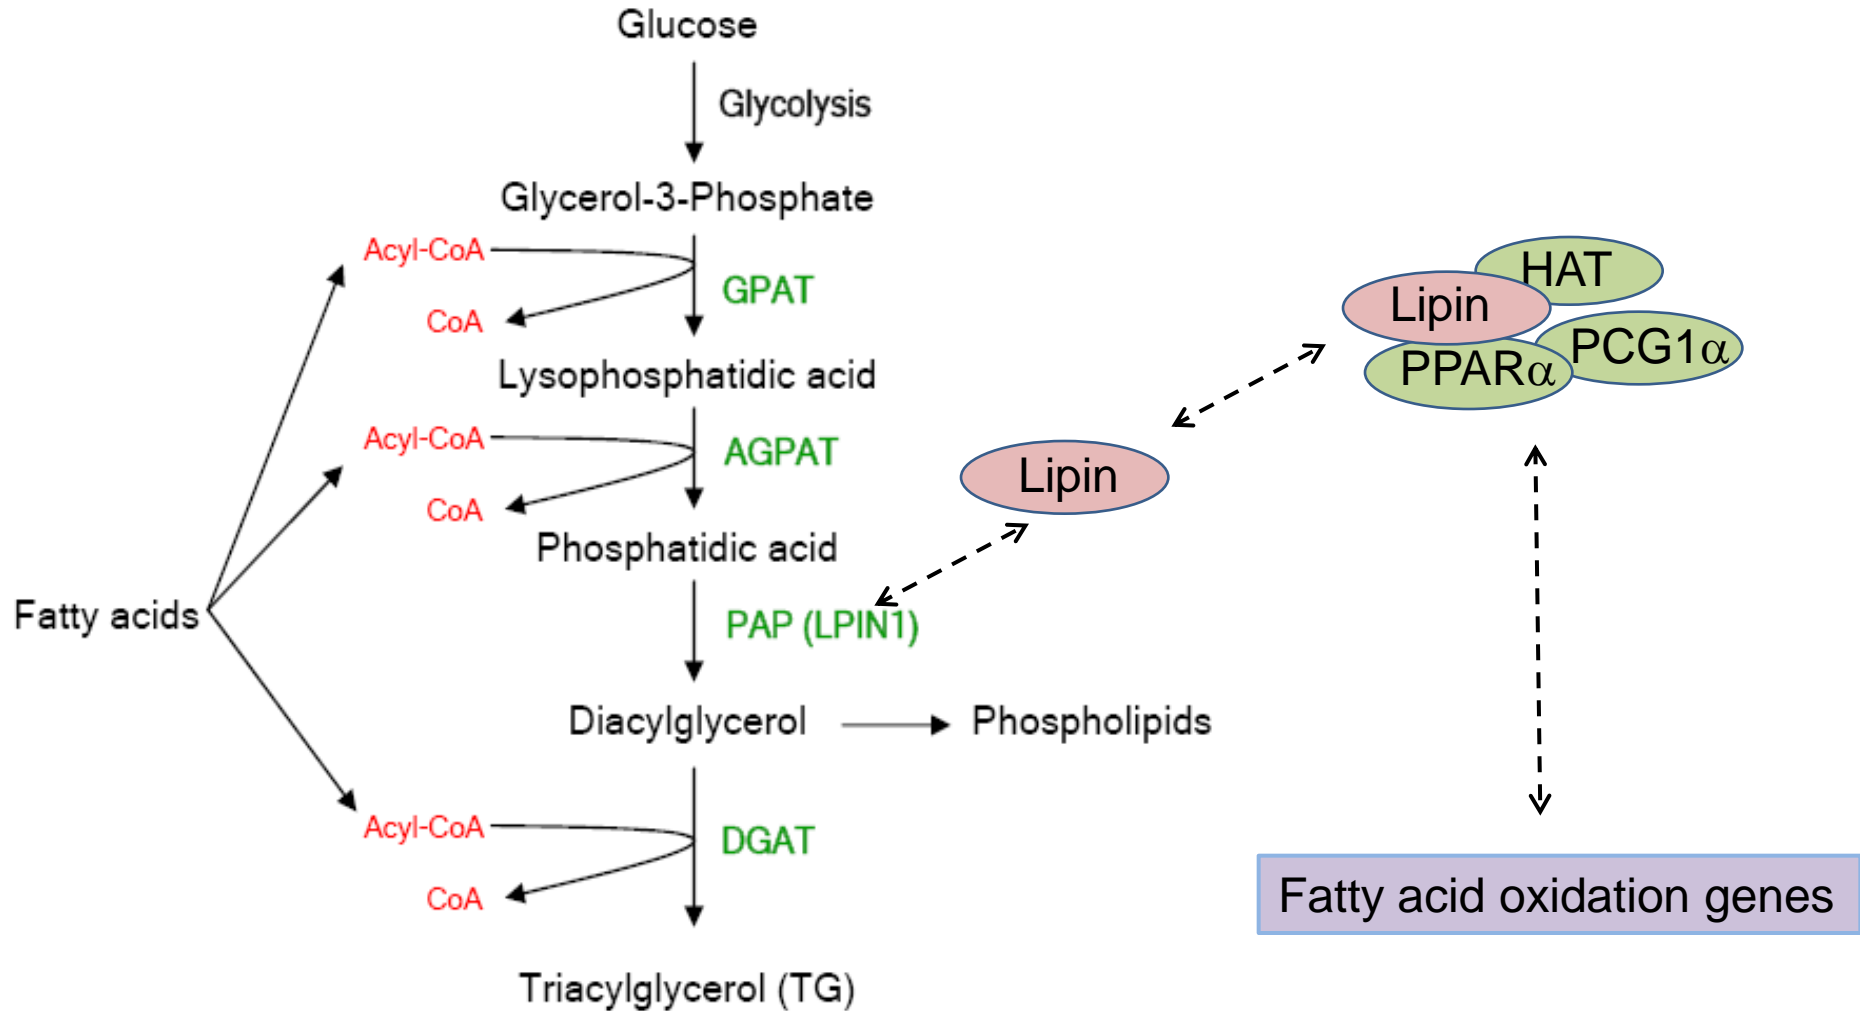 Glucose
Glycolysis
Glycerol-3-Phosphate
Acyl-CoA
GPAT
CoA
Lysophosphatidic acid
Acyl-CoA
AGPAT
CoA
Phosphatidic acid
Fatty acids
PAP (LPIN1)
Diacylglycerol
Phospholipids
Acyl-CoA
DGAT
CoA
Triacylglycerol (TG)
Lipin
HAT
Lipin
PCG1α
PPARα
Fatty acid oxidation genes